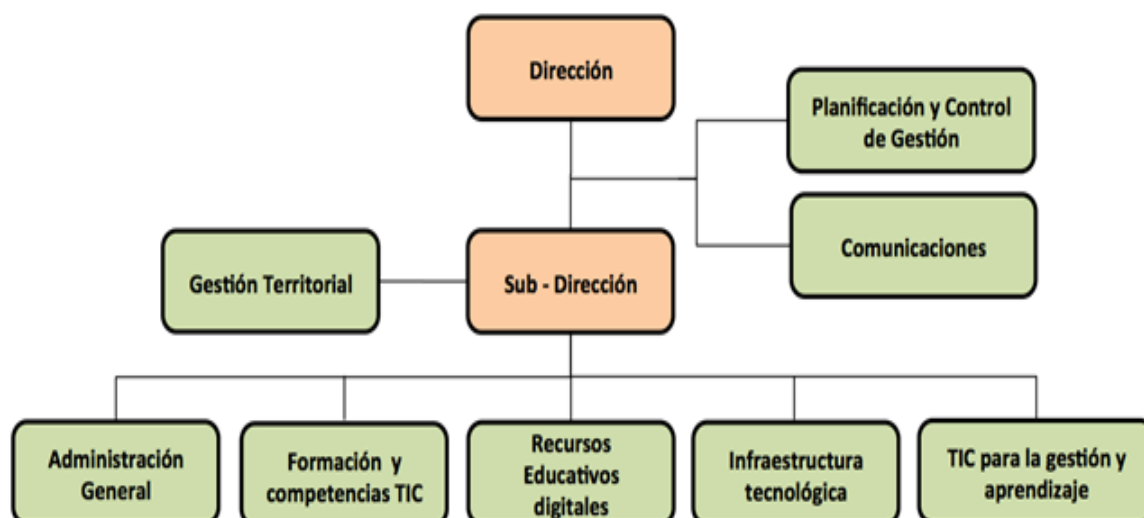 Dirección
Planificación y Control
de Gestión
Comunicaciones
Gestión Territorial
Sub - Dirección
Administración
General
Formación y
competencias TIC
Recursos
Educativos
digitales
Infraestructura
tecnológica
TIC para la gestión y
aprendizaje